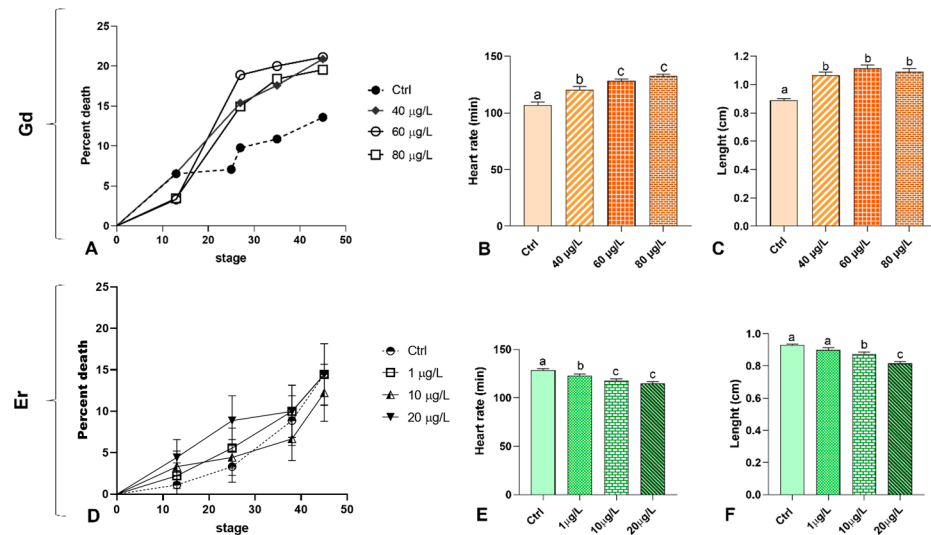 Gd
Percent death
25
20
15
10
5
0
0 10 20 30 40 50
stage
A
Ctrl
40 µg/L
60 µg/L
80 µg/L
Heart rate (min)
150
100
50
0
a b c c
Ctrl 40 µg/L 60 µg/L 80 µg/L
B
Lenght (cm)
1.2
1.0
0.8
0.6
0.4
0.2
0.0
a b b b
Ctrl 40 µg/L 60 µg/L 80 µg/L
C
Er
Percent death
25
20
15
10
5
0
0 10 20 30 40 50
stage
D
Ctrl
1 µg/L
10 µg/L
20 µg/L
Heart rate (min)
150
100
50
0
a b c c
Ctrl 1µg/L 10µg/L 20µg/L
E
Lenght (cm)
1.0
0.8
0.6
0.4
0.2
0.0
a a b c
Ctrl 1µg/L 10µg/L 20µg/L
F